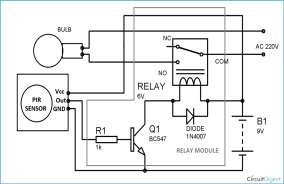 BULB
NC
NO
COM
AC 220V
RELAY
6V
Vcc
Out
GND
PIR
SENSOR
R1
1k
Q1
BC547
DIODE
1N4007
RELAY MODULE
B1
9V
CircuitDigest